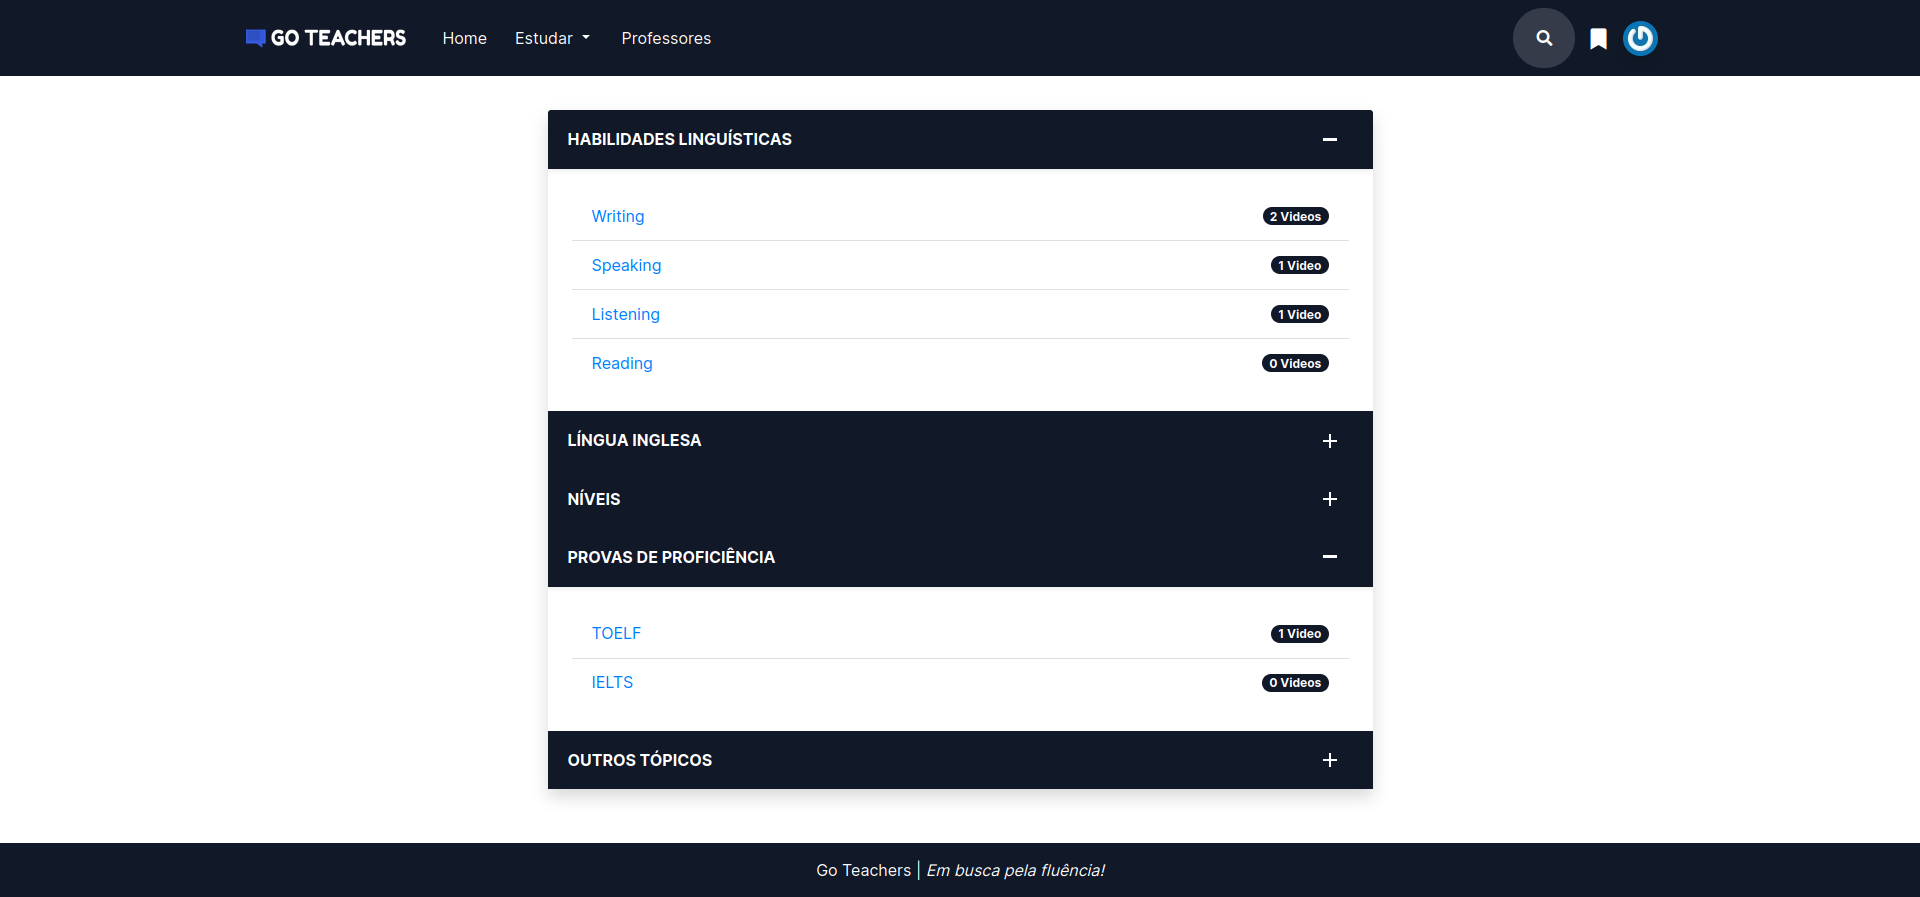 GO TEACHERS Home Estudar Professores
HABILIDADES LINGUÍSTICAS
Writing 2 Videos
Speaking 1 Video
Listening 1 Video
Reading 0 Videos
LÍNGUA INGLESA
NÍVEIS
PROVAS DE PROFICIÊNCIA
TOELF 1 Video
IELTS 0 Videos
OUTROS TÓPICOS
Go Teachers | Em busca pela fluência!